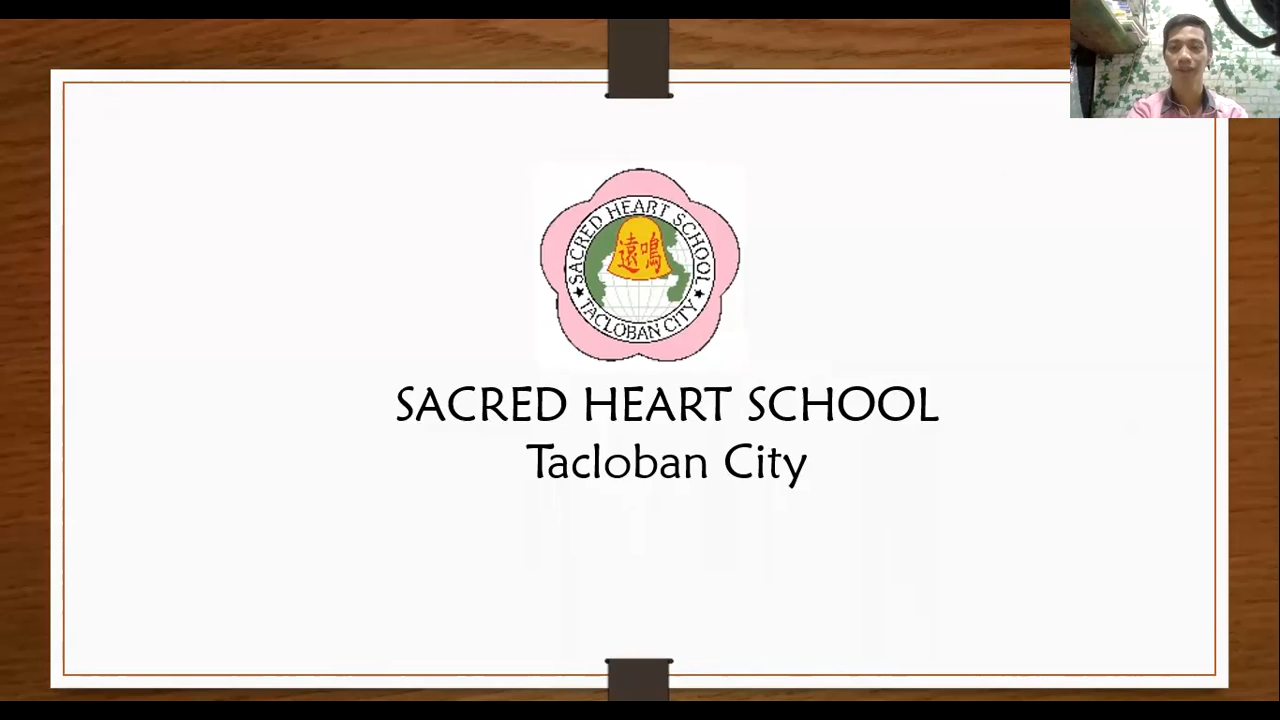 SACRED HEART SCHOOL
遠鳴
TACLOBAN CITY
SACRED HEART SCHOOL
Tacloban City